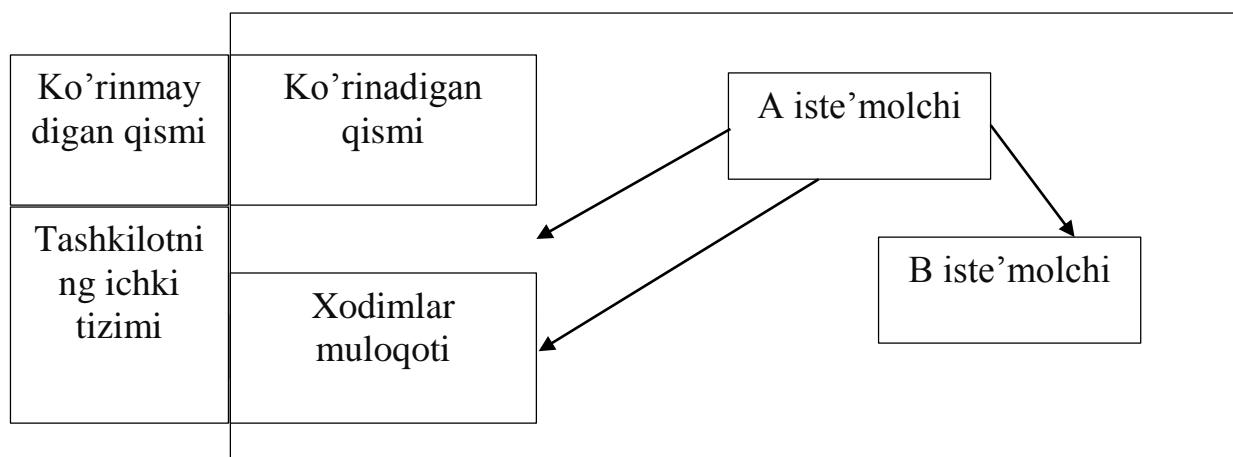 Ko’rinmay
digan qismi
Ko’rinadigan
qismi
A iste’molchi
Tashkilotni
ng ichki
tizimi
Xodimlar
muloqoti
B iste’molchi